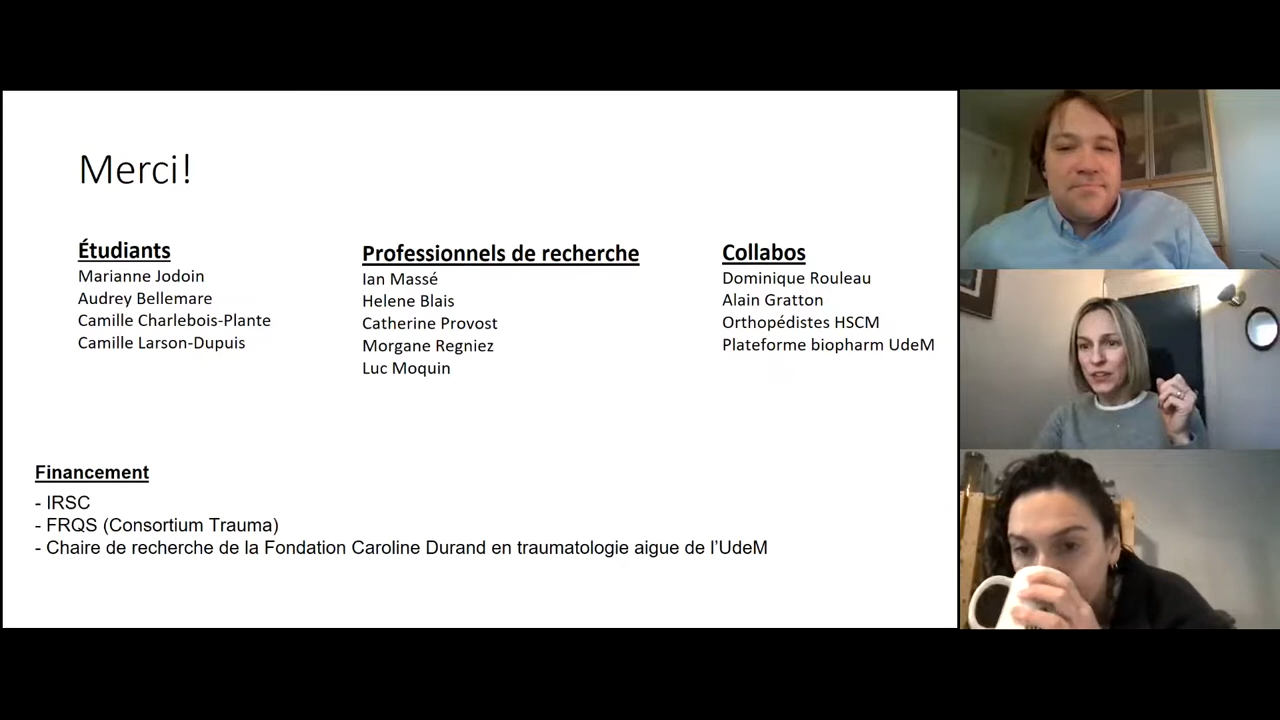 Merci!
Étudiants
Marianne Jodoin
Audrey Bellemare
Camille Charlebois-Plante
Camille Larson-Dupuis
Professionnels de recherche
Ian Massé
Helene Blais
Catherine Provost
Morgane Regniez
Luc Moquin
Collabos
Dominique Rouleau
Alain Gratton
Orthopédistes HSCM
Plateforme biopharm UdeM
Financement
- IRSC
- FRQS (Consortium Trauma)
- Chaire de recherche de la Fondation Caroline Durand en traumatologie aigue de l’UdeM